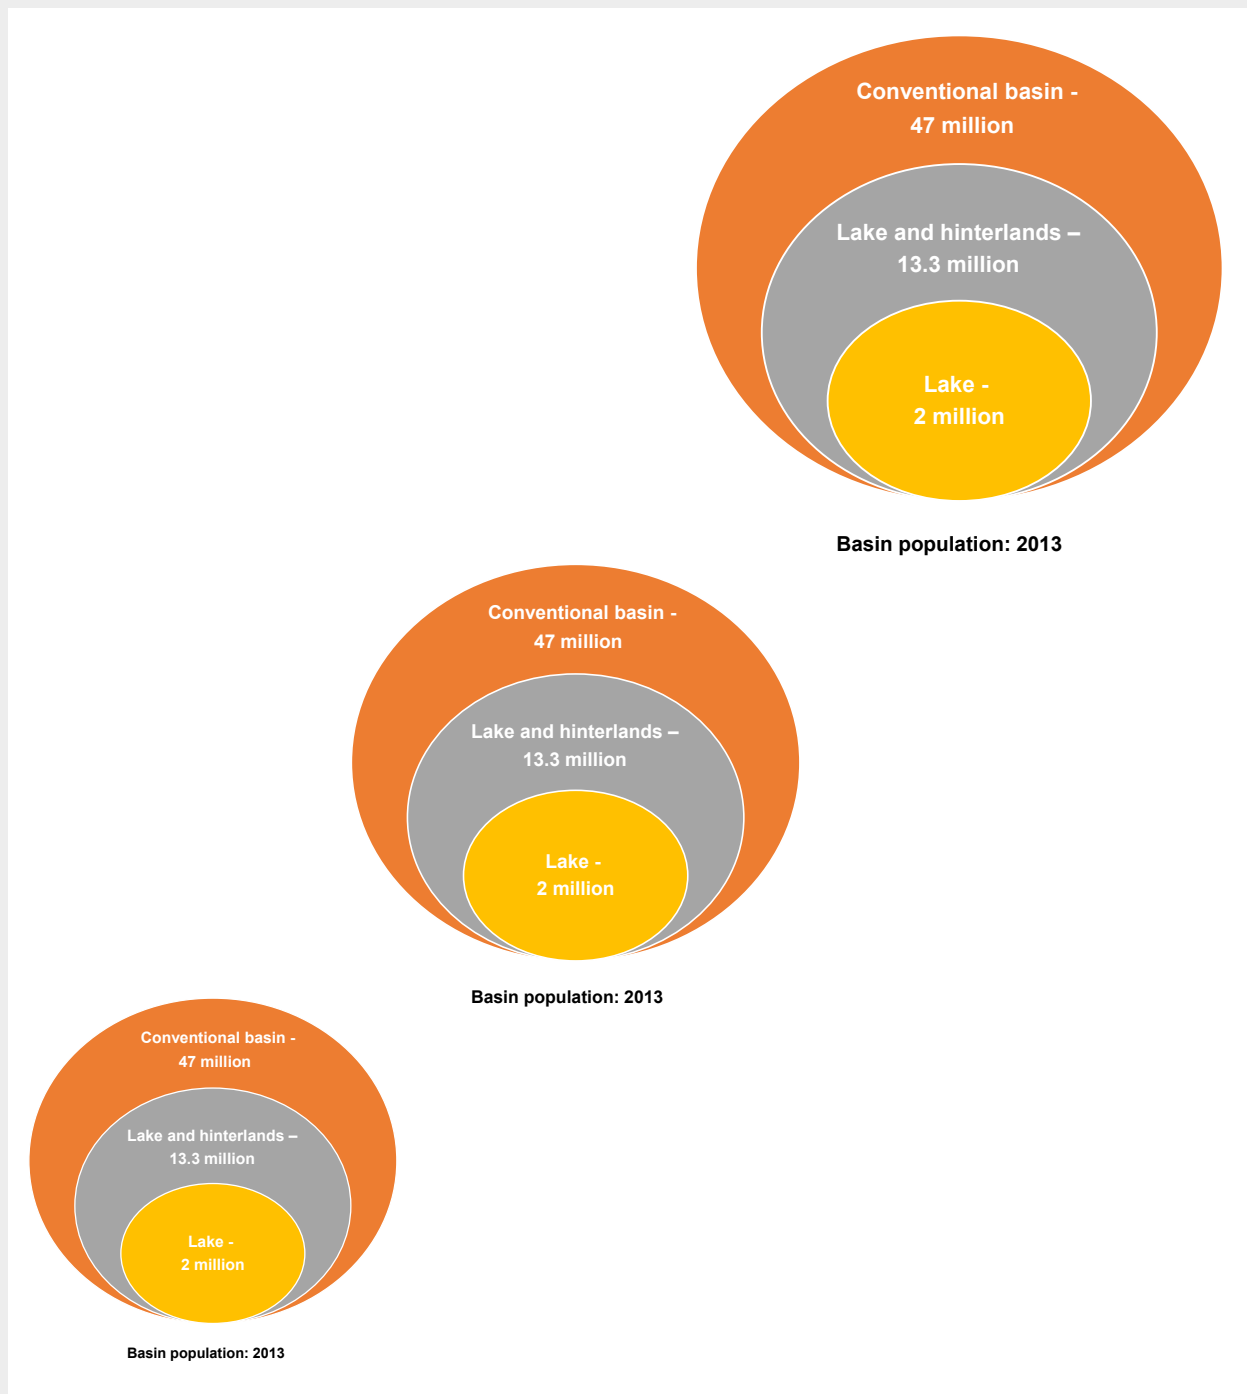 Conventional basin -
47 million
Lake and hinterlands –
13.3 million
Lake -
2 million
Basin population: 2013
Conventional basin -
47 million
Lake and hinterlands –
13.3 million
Lake -
2 million
Basin population: 2013
Conventional basin -
47 million
Lake and hinterlands –
13.3 million
Lake -
2 million
Basin population: 2013